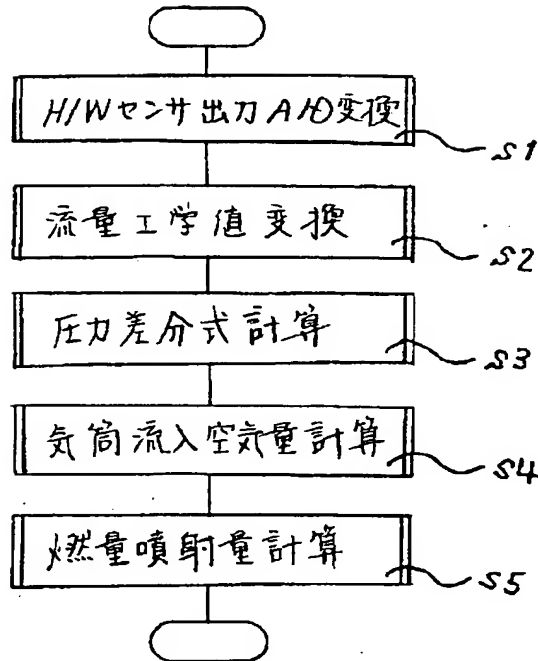 H/Wセンサ出力A/D変換
S1
流量工学値変換
S2
圧力差分式計算
S3
気筒流入空気量計算
S4
燃量噴射量計算
S5